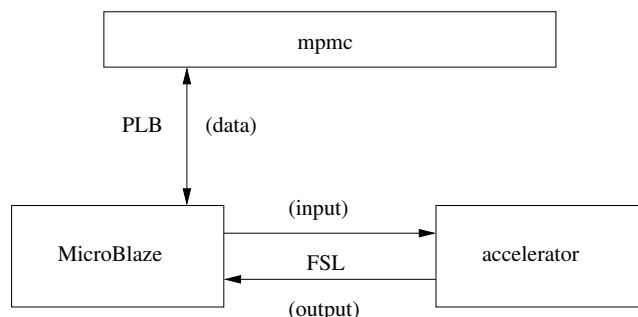 mpmc
PLB (data)
(input)
MicroBlaze
FSL
accelerator
(output)